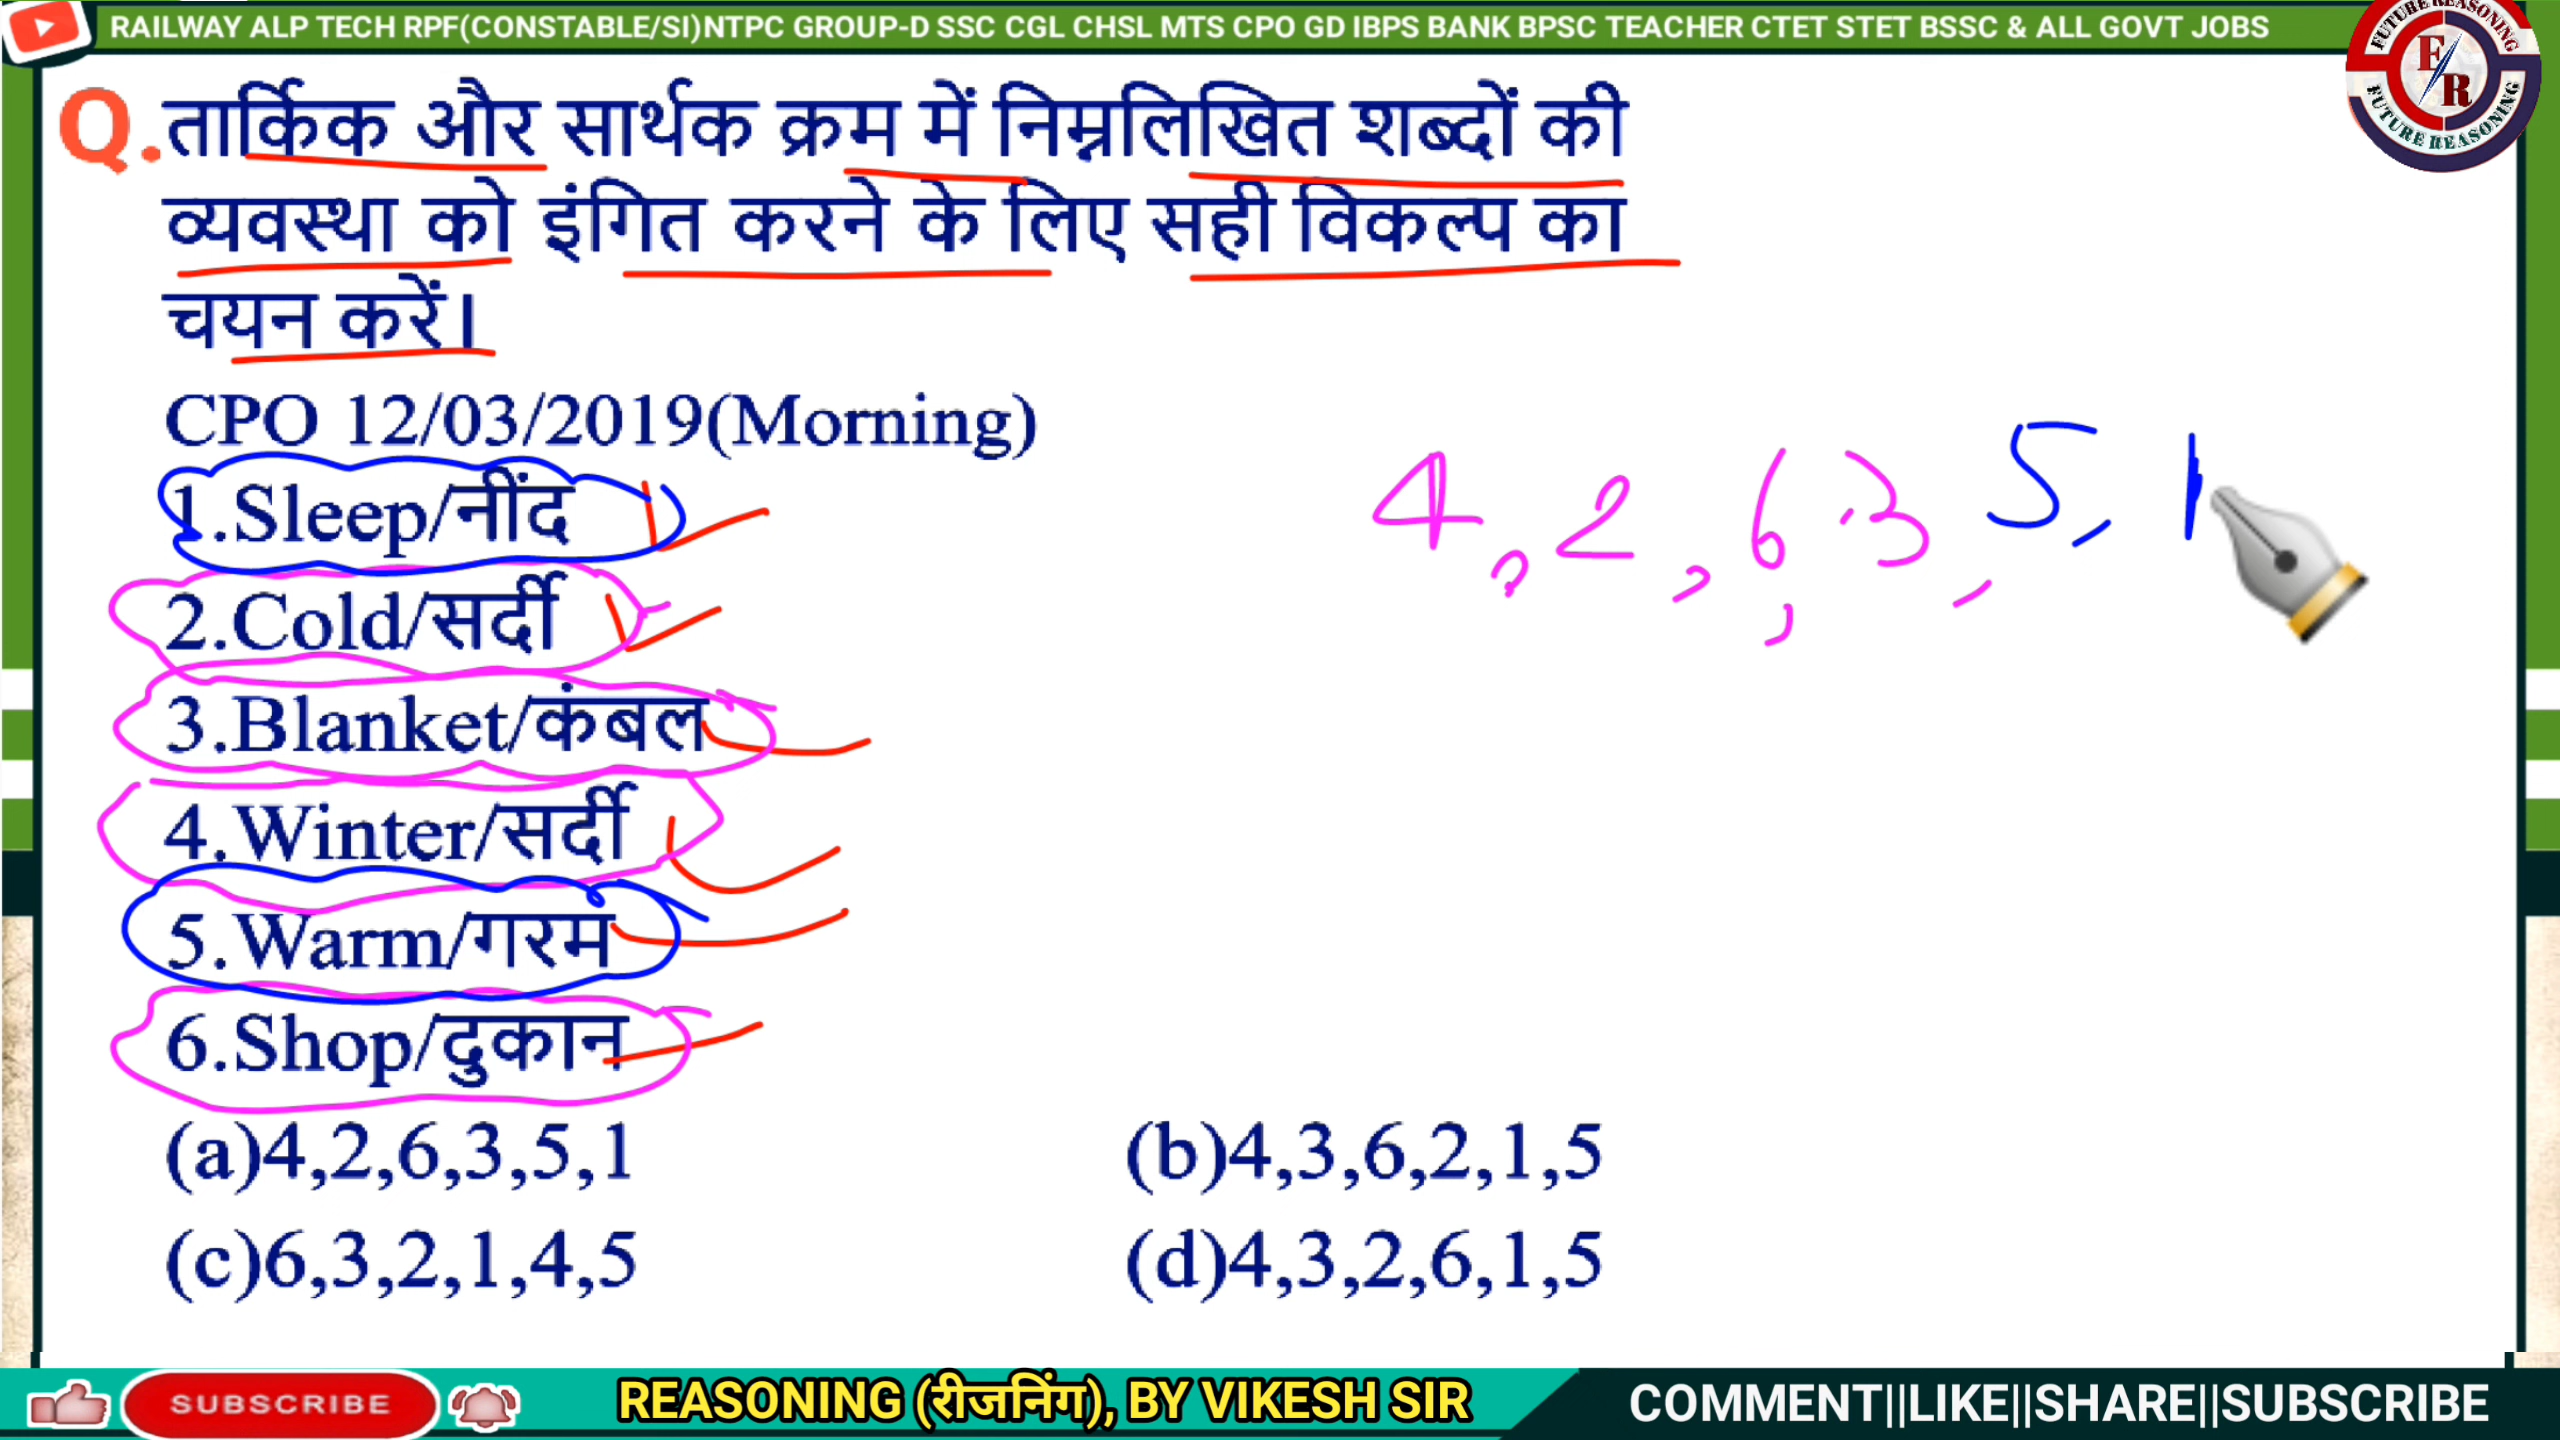 RAILWAY ALP TECH RPF(CONSTABLE/SI)NTPC GROUP-D SSC CGL CHSL MTS CPO GD IBPS BANK BPSC TEACHER CTET STET BSSC & ALL GOVT JOBS
FUTURE REASONING
F/R
FUTURE REASONING
Q.तार्किक और सार्थक क्रम में निम्नलिखित शब्दों की
व्यवस्था को इंगित करने के लिए सही विकल्प का
चयन करें।
CPO 12/03/2019(Morning)
4, 2, 6, 3, 5, 1
1.Sleep/नींद
2.Cold/सर्दी
3.Blanket/कंबल
4.Winter/सर्दी
5.Warm/गरम
6.Shop/दुकान
(a)4,2,6,3,5,1 (b)4,3,6,2,1,5
(c)6,3,2,1,4,5 (d)4,3,2,6,1,5
SUBSCRIBE REASONING (रीजनिंग), BY VIKESH SIR COMMENT||LIKE||SHARE||SUBSCRIBE